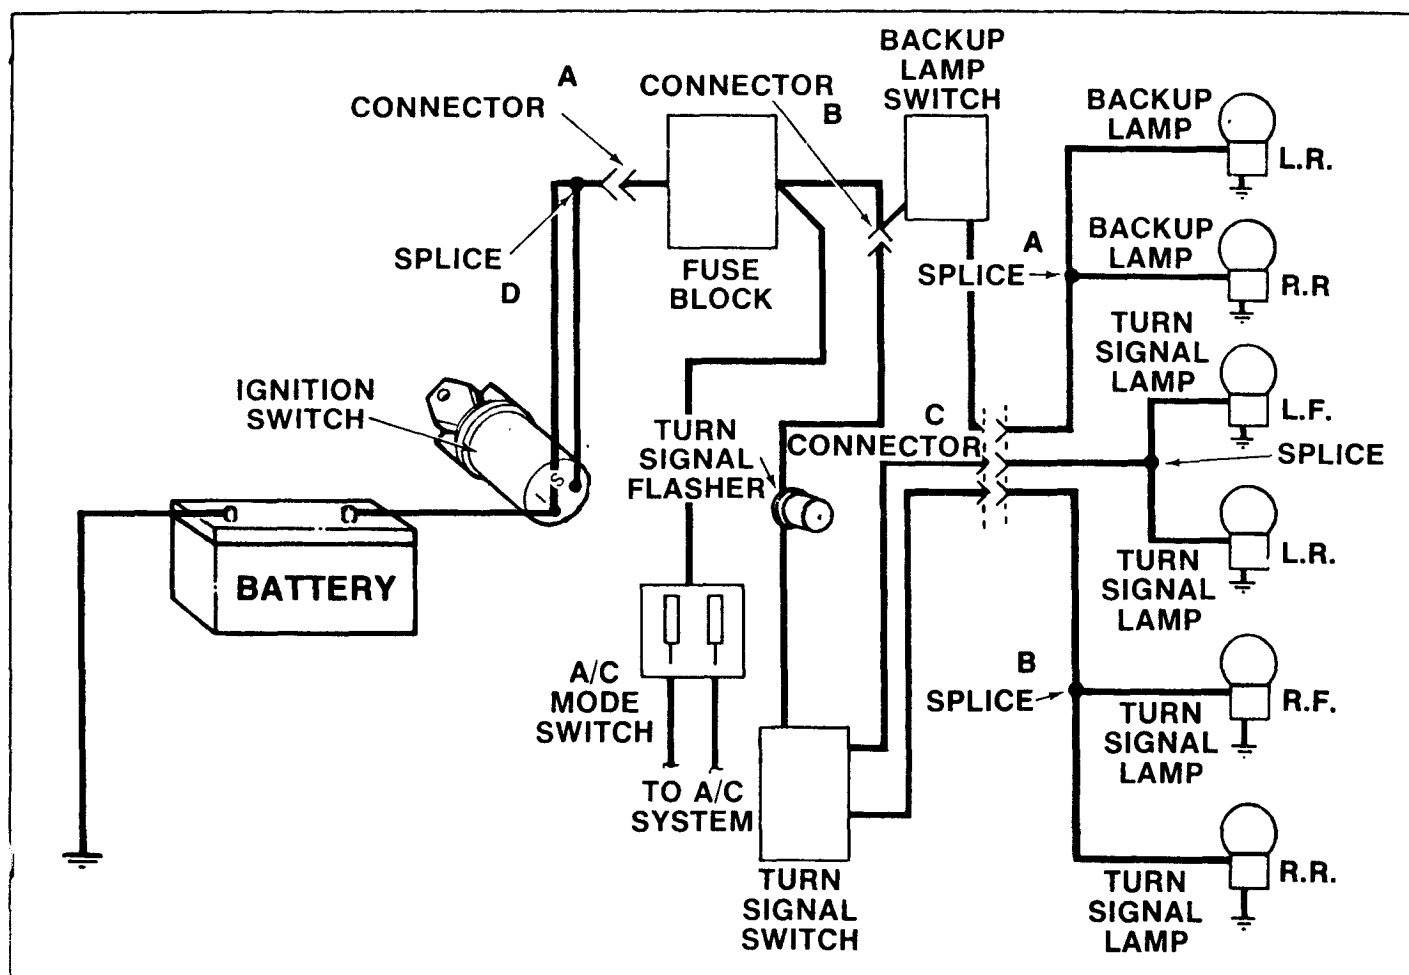 BACKUP
LAMP
SWITCH
A
CONNECTOR
CONNECTOR
B
BACKUP
LAMP
L.R.
SPLICE
D
FUSE
BLOCK
A
SPLICE
BACKUP
LAMP
R.R
TURN
SIGNAL
LAMP
L.F.
IGNITION
SWITCH
I
S
TURN
SIGNAL
FLASHER
C
CONNECTOR
SPLICE
L.R.
TURN
SIGNAL
LAMP
BATTERY
A/C
MODE
SWITCH
TO A/C
SYSTEM
B
SPLICE
R.F.
TURN
SIGNAL
LAMP
R.R.
TURN
SIGNAL
LAMP
TURN
SIGNAL
SWITCH